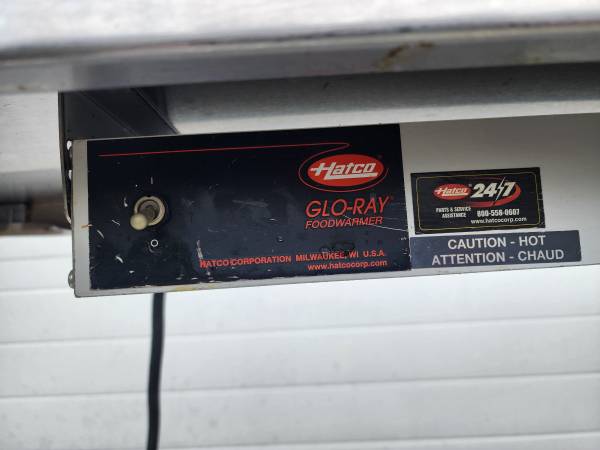 Hatco
GLO-RAY
FOODWARMER
HATCO CORPORATION MILWAUKEE, WI U.S.A.
www.hatcocorp.com
Hatco 24/7
PARTS & SERVICE
ASSISTANCE
800-558-0607
www.hatcocorp.com
CAUTION - HOT
ATTENTION - CHAUD